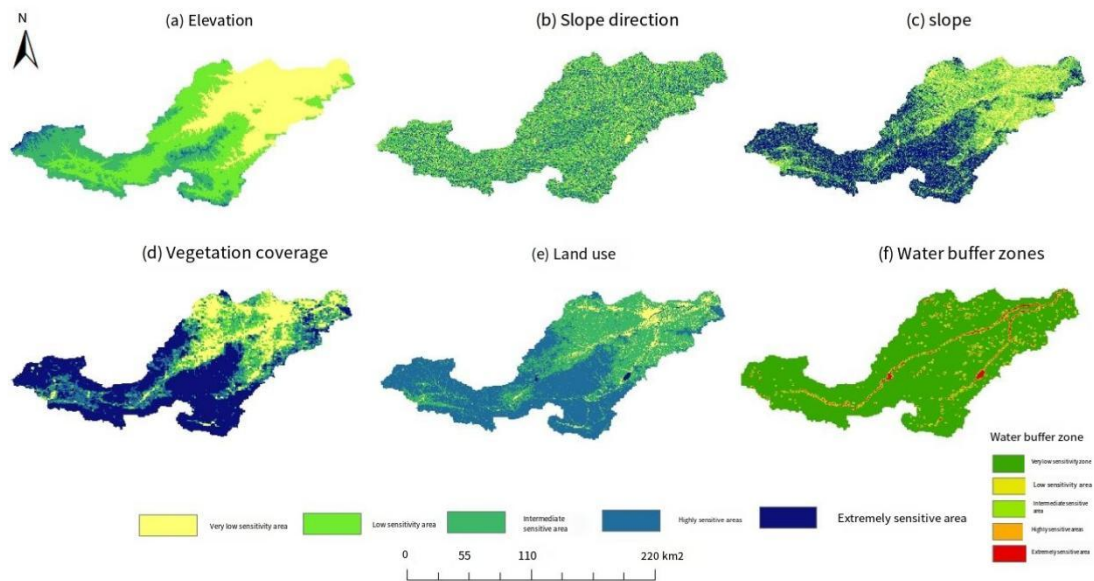 N
(a) Elevation
(b) Slope direction
(c) slope
(d) Vegetation coverage
(e) Land use
(f) Water buffer zones
Water buffer zone
Very low sensitivity zone
Low sensitivity area
Intermediate sensitive
area
Highly sensitive areas
Extremely sensitive area
Very low sensitivity area
Low sensitivity area
Intermediate
sensitive area
Highly sensitive areas
Extremely sensitive area
0 55 110 220 km2